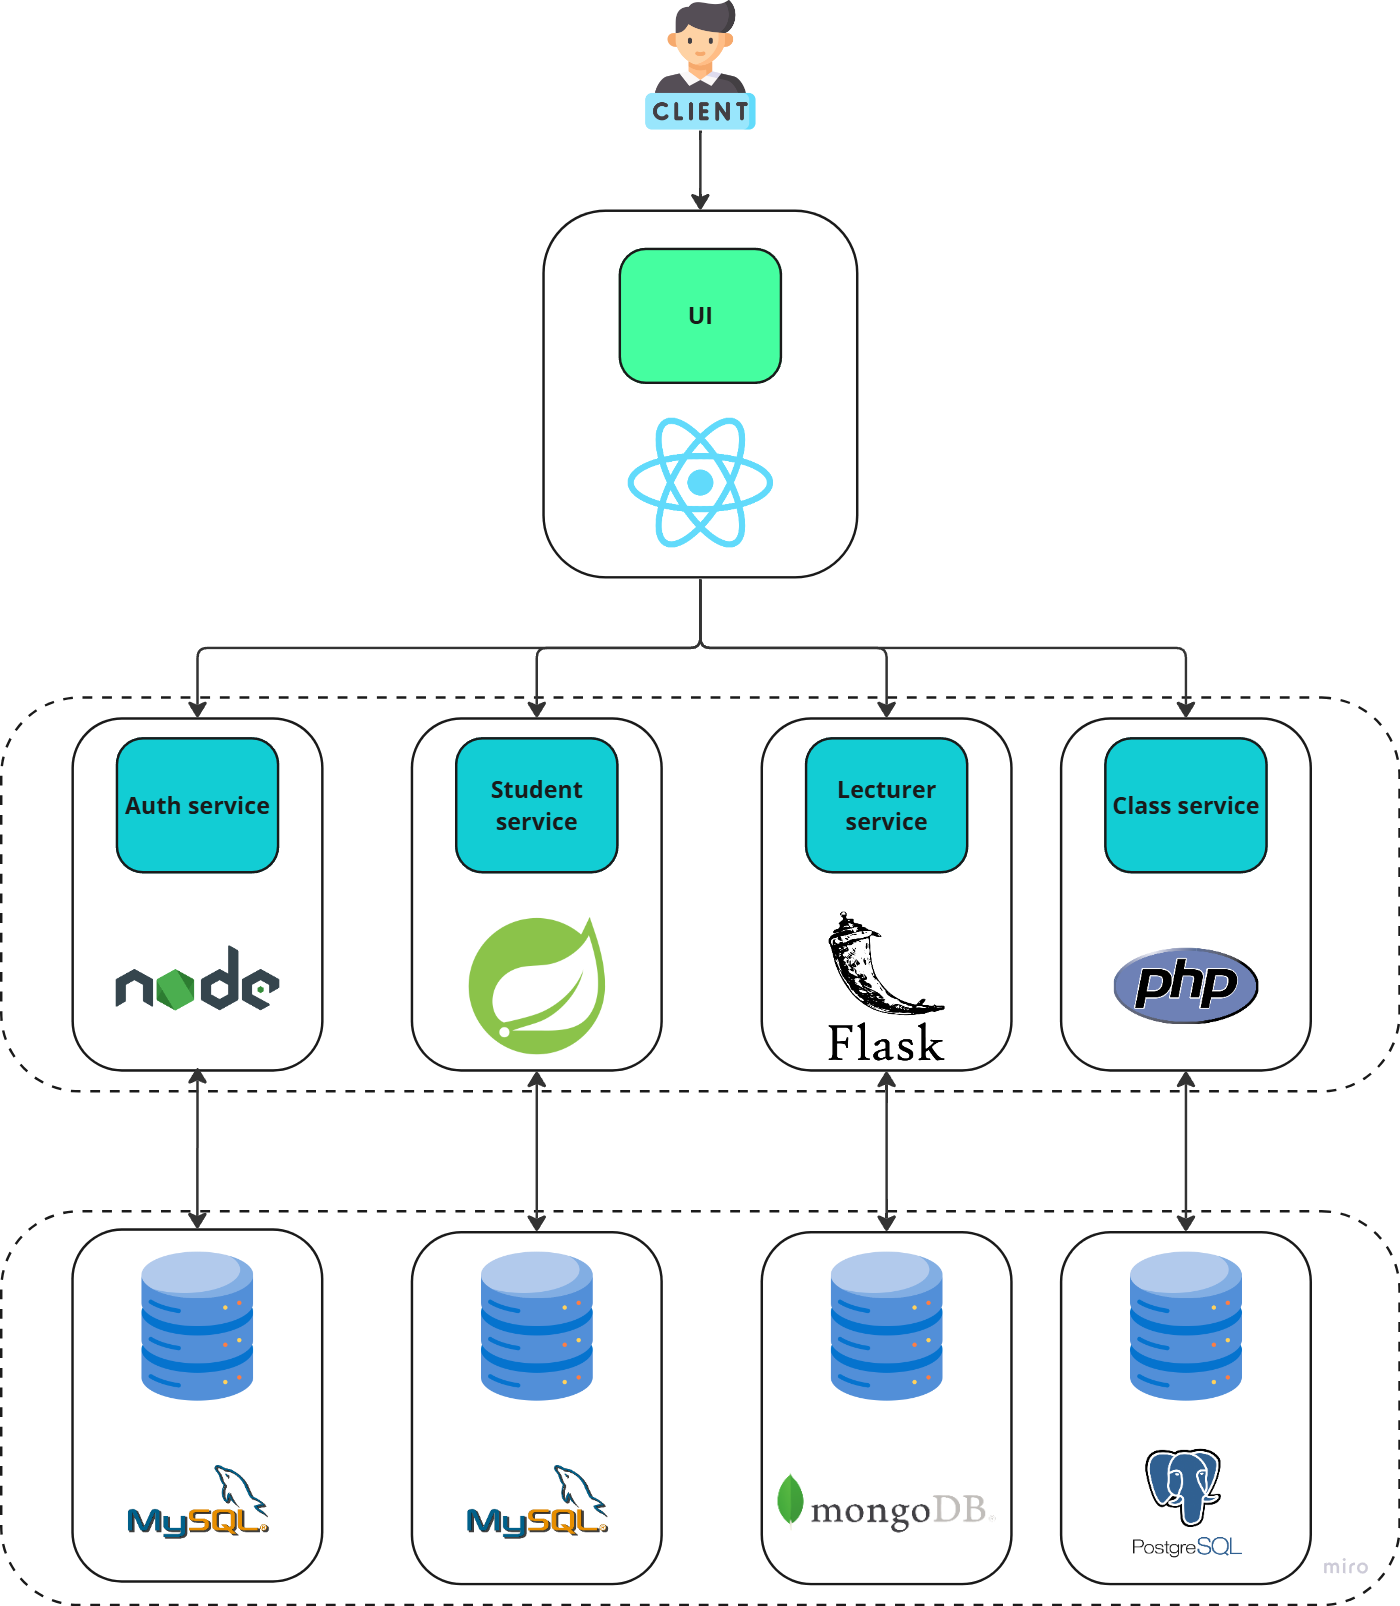 CLIENT
UI
Auth service
Student
service
Lecturer
service
Class service
node
Flask
php
MySQL®
MySQL®
mongoDB®
PostgreSQL
miro